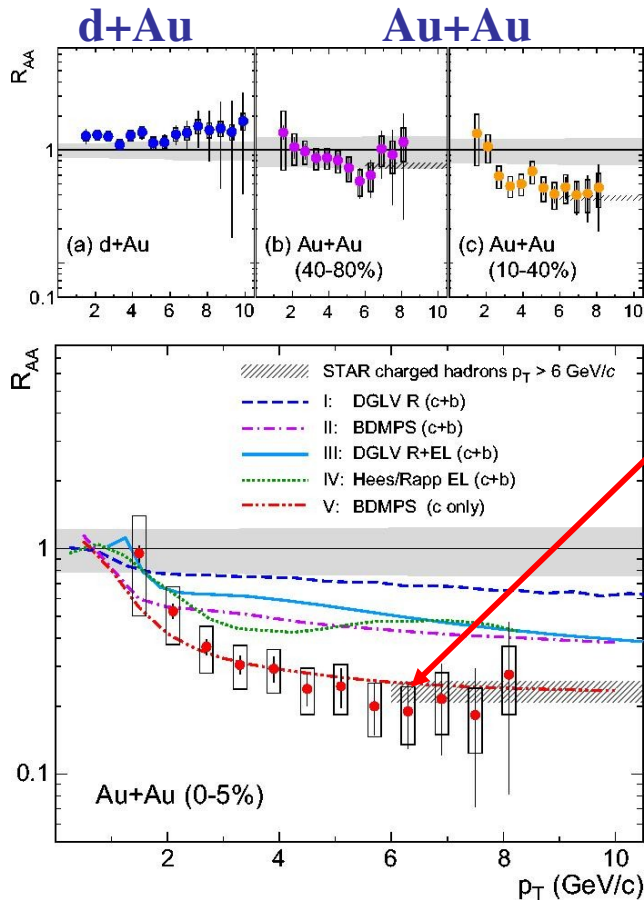 d+Au
Au+Au
R_AA
1
0.1
(a) d+Au
(b) Au+Au
(40-80%)
(c) Au+Au
(10-40%)
2 4 6 8 10
2 4 6 8 10
2 4 6 8 10
R_AA
1
0.1
STAR charged hadrons p_T > 6 GeV/c
I: DGLV R (c+b)
II: BDMPS (c+b)
III: DGLV R+EL (c+b)
IV: Hees/Rapp EL (c+b)
V: BDMPS (c only)
Au+Au (0-5%)
2 4 6 8 10
p_T (GeV/c)